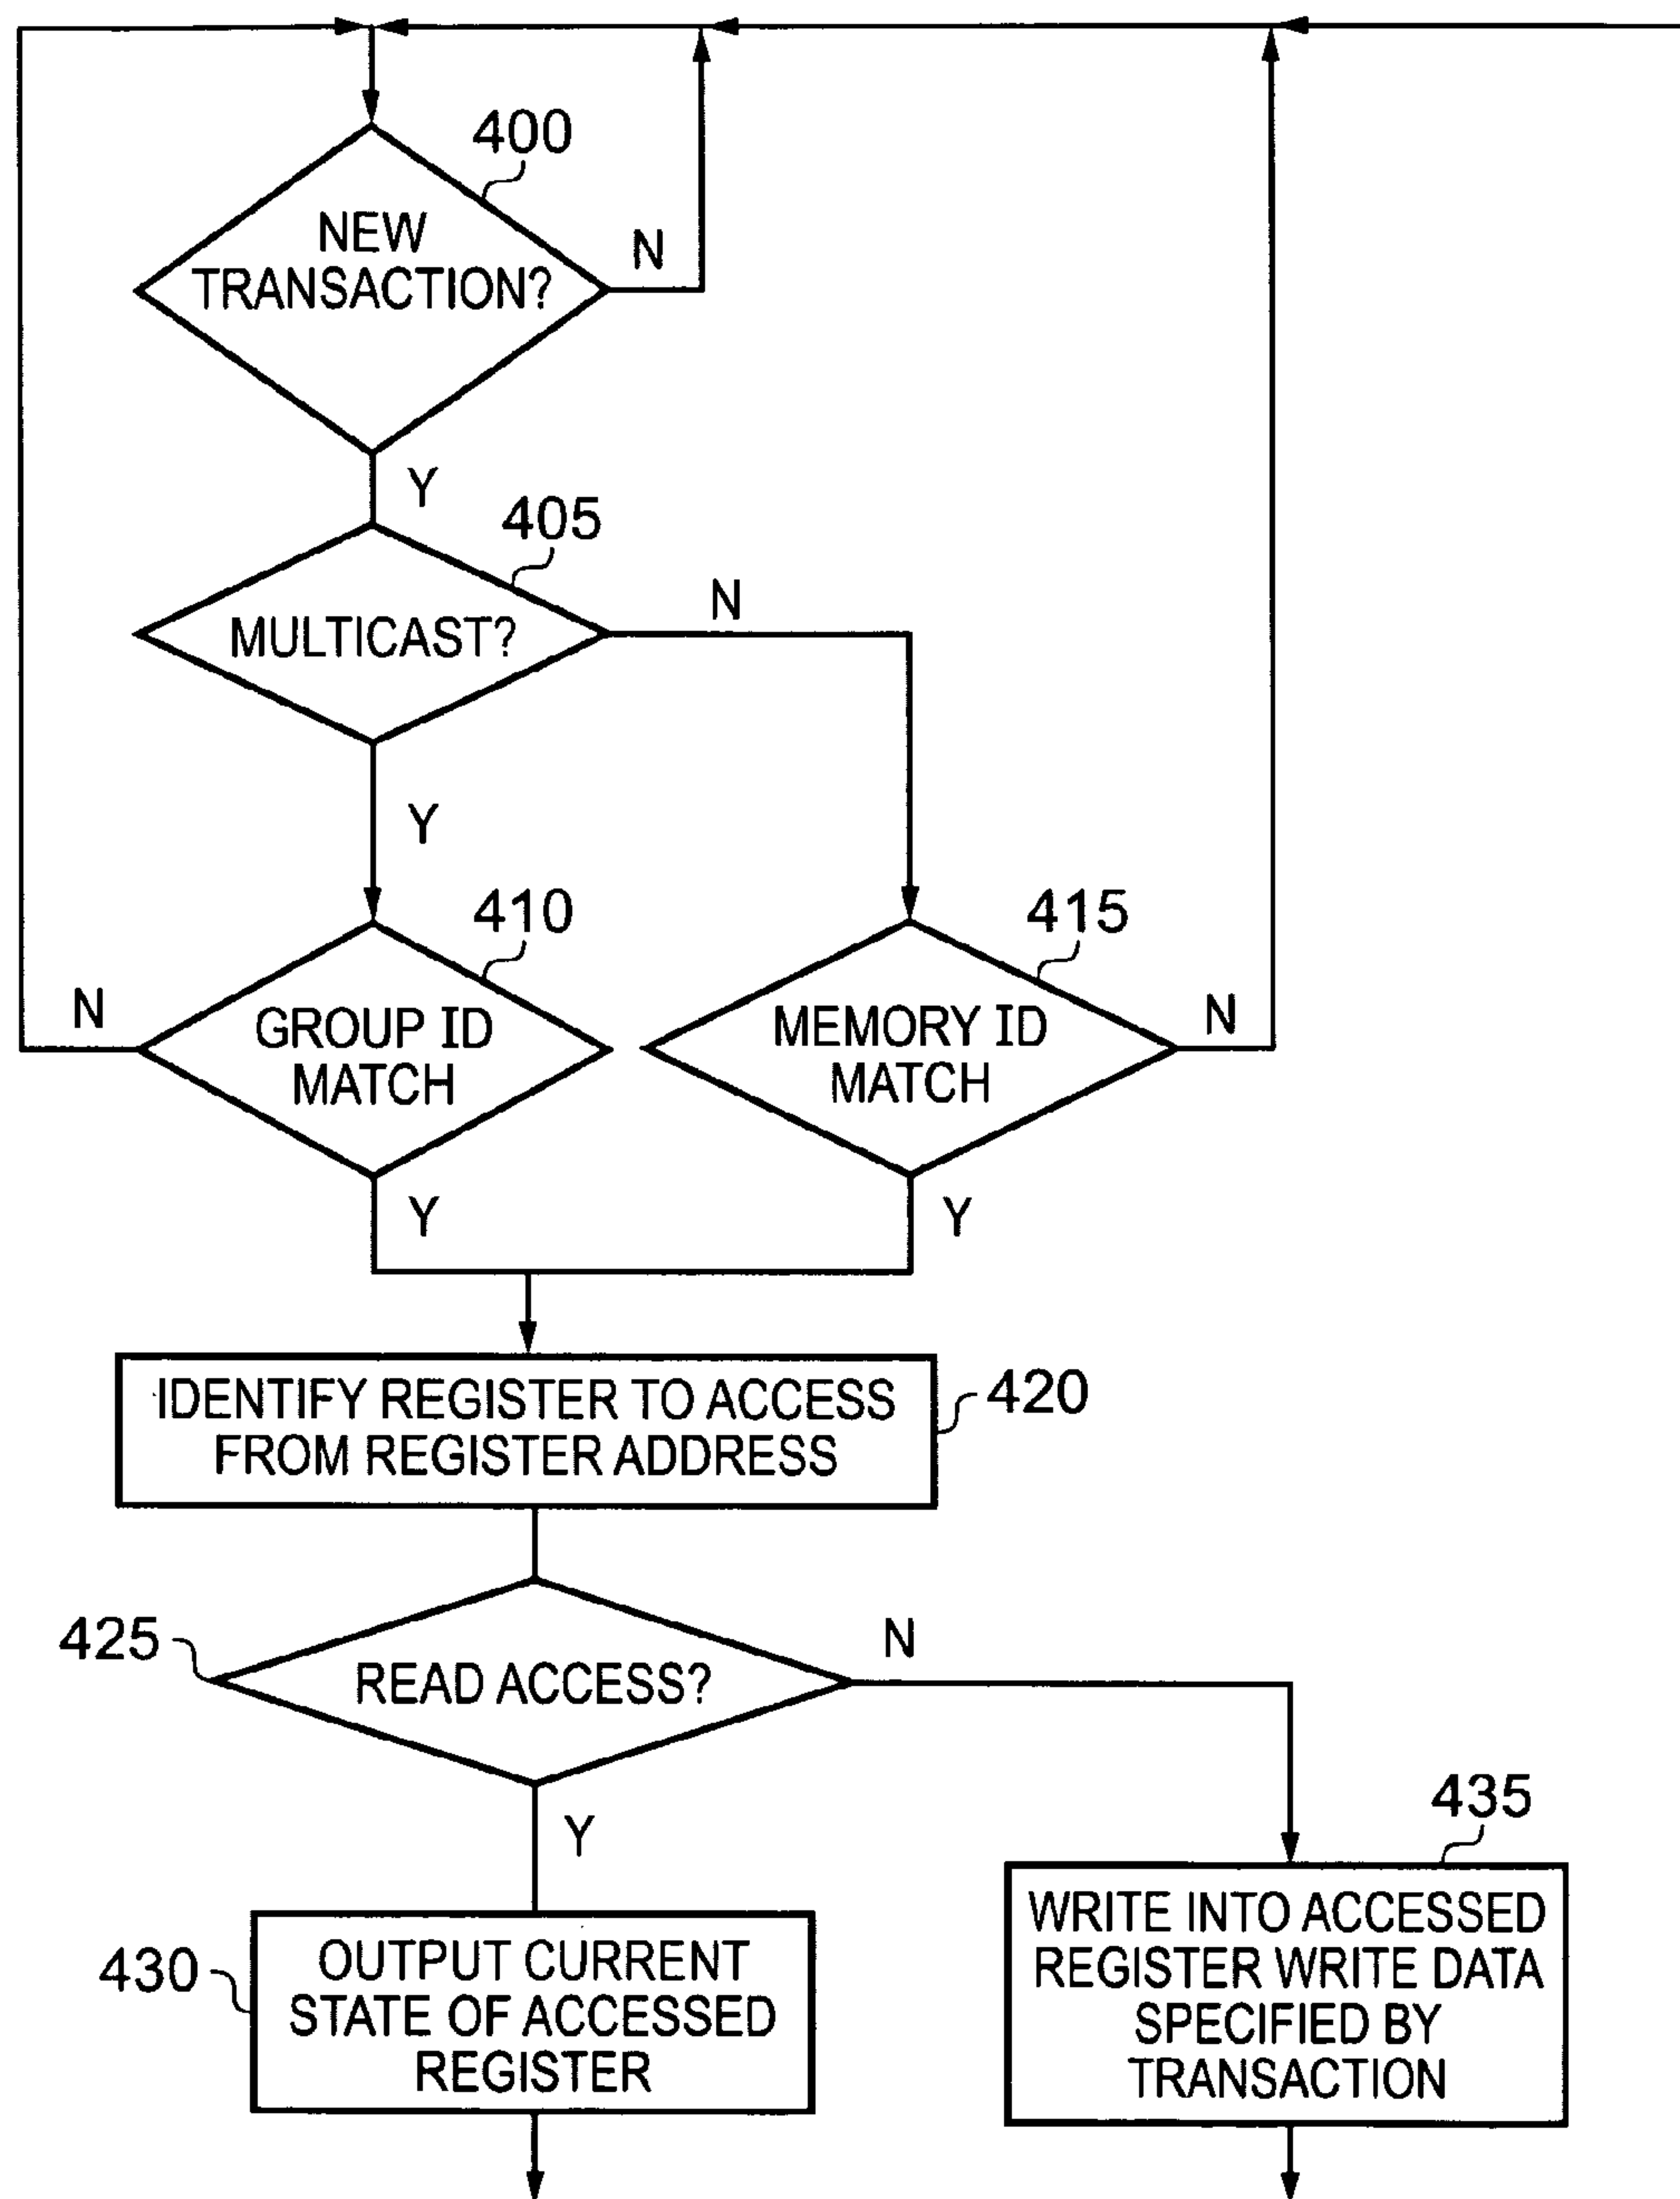 400
NEW
TRANSACTION?
N
Y
405
MULTICAST?
N
Y
410
GROUP ID
MATCH
N
Y
415
MEMORY ID
MATCH
N
Y
IDENTIFY REGISTER TO ACCESS
FROM REGISTER ADDRESS
420
425
READ ACCESS?
N
Y
430
OUTPUT CURRENT
STATE OF ACCESSED
REGISTER
435
WRITE INTO ACCESSED
REGISTER WRITE DATA
SPECIFIED BY
TRANSACTION